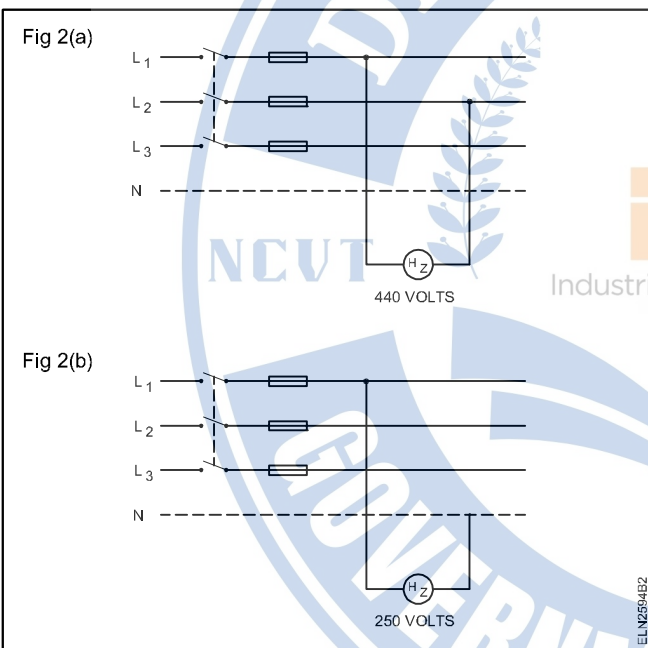 Fig 2(a)
L1
L2
L3
N
HZ
440 VOLTS
NCVT
Industri
Fig 2(b)
L1
L2
L3
N
HZ
250 VOLTS
GOVERN
ELN2594B2